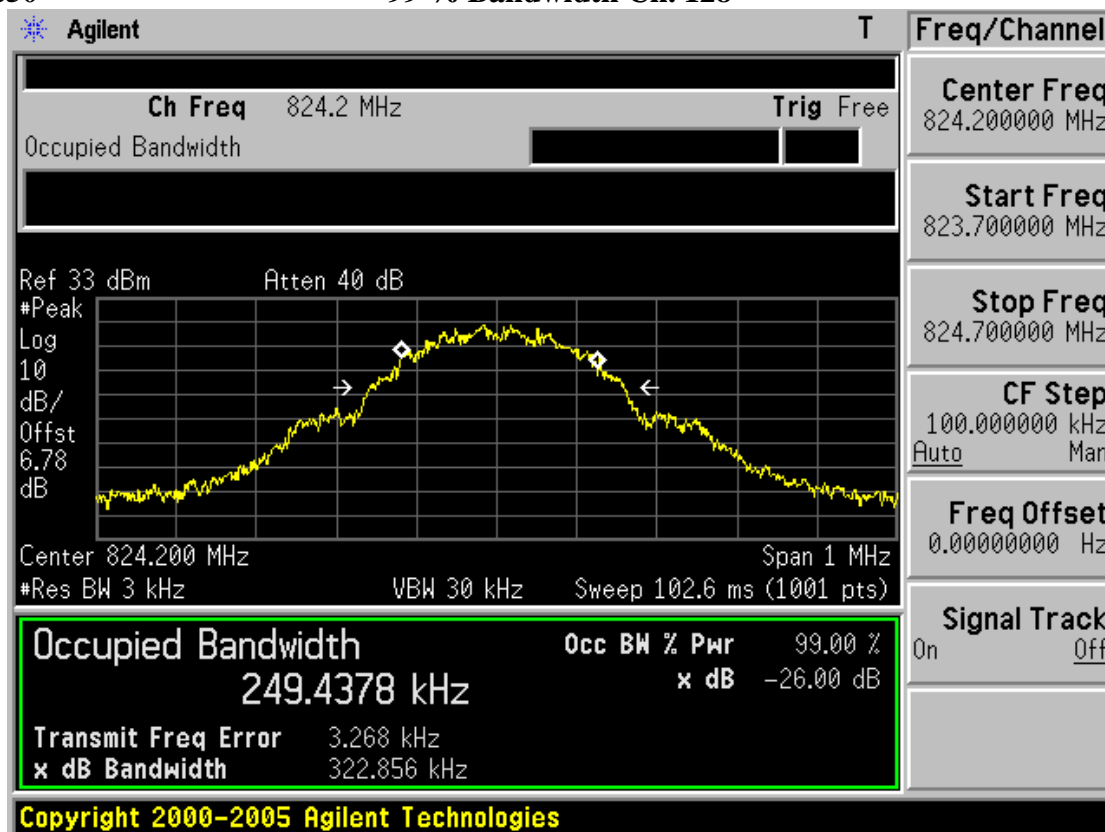 99 % Bandwidth Ch. 128
Agilent T
Ch Freq 824.2 MHz Trig Free
Occupied Bandwidth
Ref 33 dBm Atten 40 dB
#Peak
Log
10
dB/
Offst
6.78
dB
Center 824.200 MHz Span 1 MHz
#Res BW 3 kHz VBW 30 kHz Sweep 102.6 ms (1001 pts)
Occupied Bandwidth
249.4378 kHz
Occ BW % Pwr 99.00 %
x dB -26.00 dB
Transmit Freq Error 3.268 kHz
x dB Bandwidth 322.856 kHz
Copyright 2000-2005 Agilent Technologies
Freq/Channel
Center Freq
824.200000 MHz
Start Freq
823.700000 MHz
Stop Freq
824.700000 MHz
CF Step
100.000000 kHz
Auto Man
Freq Offset
0.00000000 Hz
Signal Track
On Off